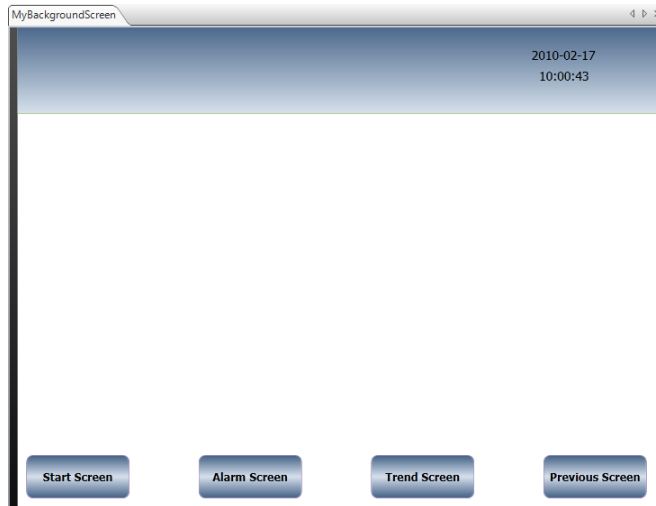 MyBackgroundScreen
2010-02-17
10:00:43
Start Screen
Alarm Screen
Trend Screen
Previous Screen